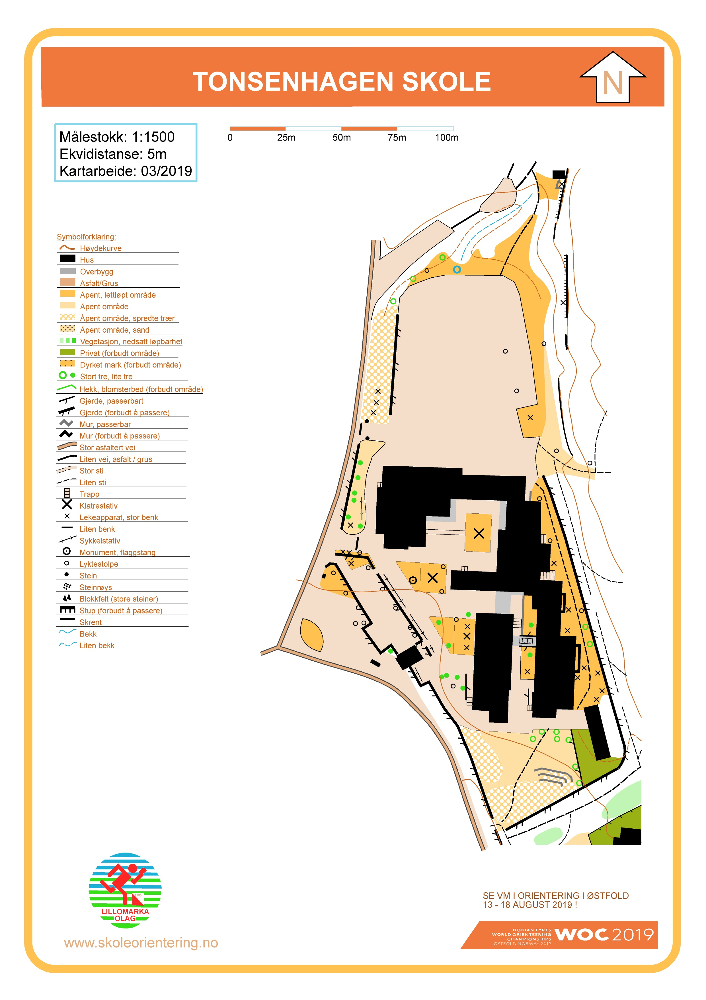 TONSENHAGEN SKOLE
N
Målestokk: 1:1500
Ekvidistanse: 5m
Kartarbeide: 03/2019
0 25m 50m 75m 100m
Symbolforklaring:
Høydekurve
Hus
Overbygg
Asfalt/Grus
Åpent, lettløpt område
Åpent område
Åpent område, spredte trær
Åpent område, sand
Vegetasjon, nedsatt løpbarhet
Privat (forbudt område)
Dyrket mark (forbudt område)
Stort tre, lite tre
Hekk, blomsterbed (forbudt område)
Gjerde, passerbart
Gjerde (forbudt å passere)
Mur, passerbar
Mur (forbudt å passere)
Stor asfaltert vei
Liten vei, asfalt / grus
Stor sti
Liten sti
Trapp
Klatrestativ
Lekeapparat, stor benk
Liten benk
Sykkelstativ
Monument, flaggstang
Lyktestolpe
Stein
Steinrøys
Blokkfelt (store steiner)
Stup (forbudt å passere)
Skrent
Bekk
Liten bekk
1985
LILLOMARKA
OLAG
www.skoleorientering.no
SE VM I ORIENTERING I ØSTFOLD
13 - 18 AUGUST 2019 !
NOKIAN TYRES
WORLD ORIENTEERING
CHAMPIONSHIPS
ØSTFOLD NORWAY 2019
WOC 2019